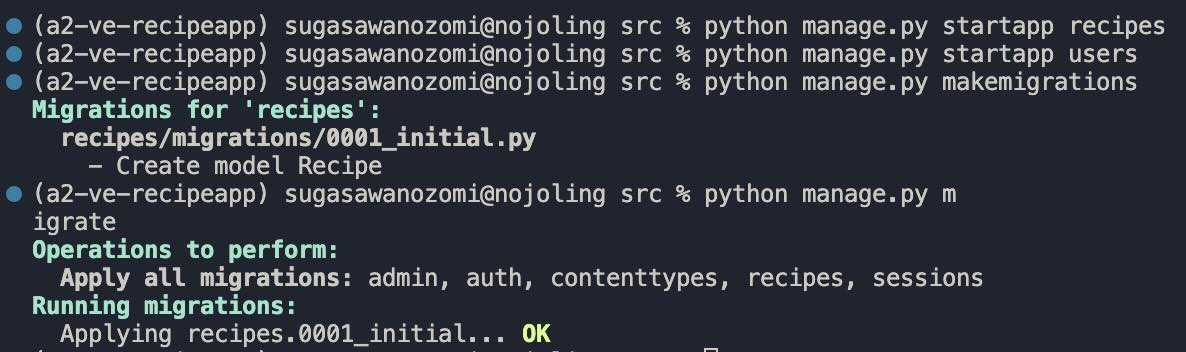 (a2-ve-recipeapp) sugasawanozomi@nojoling src % python manage.py startapp recipes
(a2-ve-recipeapp) sugasawanozomi@nojoling src % python manage.py startapp users
(a2-ve-recipeapp) sugasawanozomi@nojoling src % python manage.py makemigrations
Migrations for 'recipes':
recipes/migrations/0001_initial.py
- Create model Recipe
(a2-ve-recipeapp) sugasawanozomi@nojoling src % python manage.py m
igrate
Operations to perform:
Apply all migrations: admin, auth, contenttypes, recipes, sessions
Running migrations:
Applying recipes.0001_initial... OK